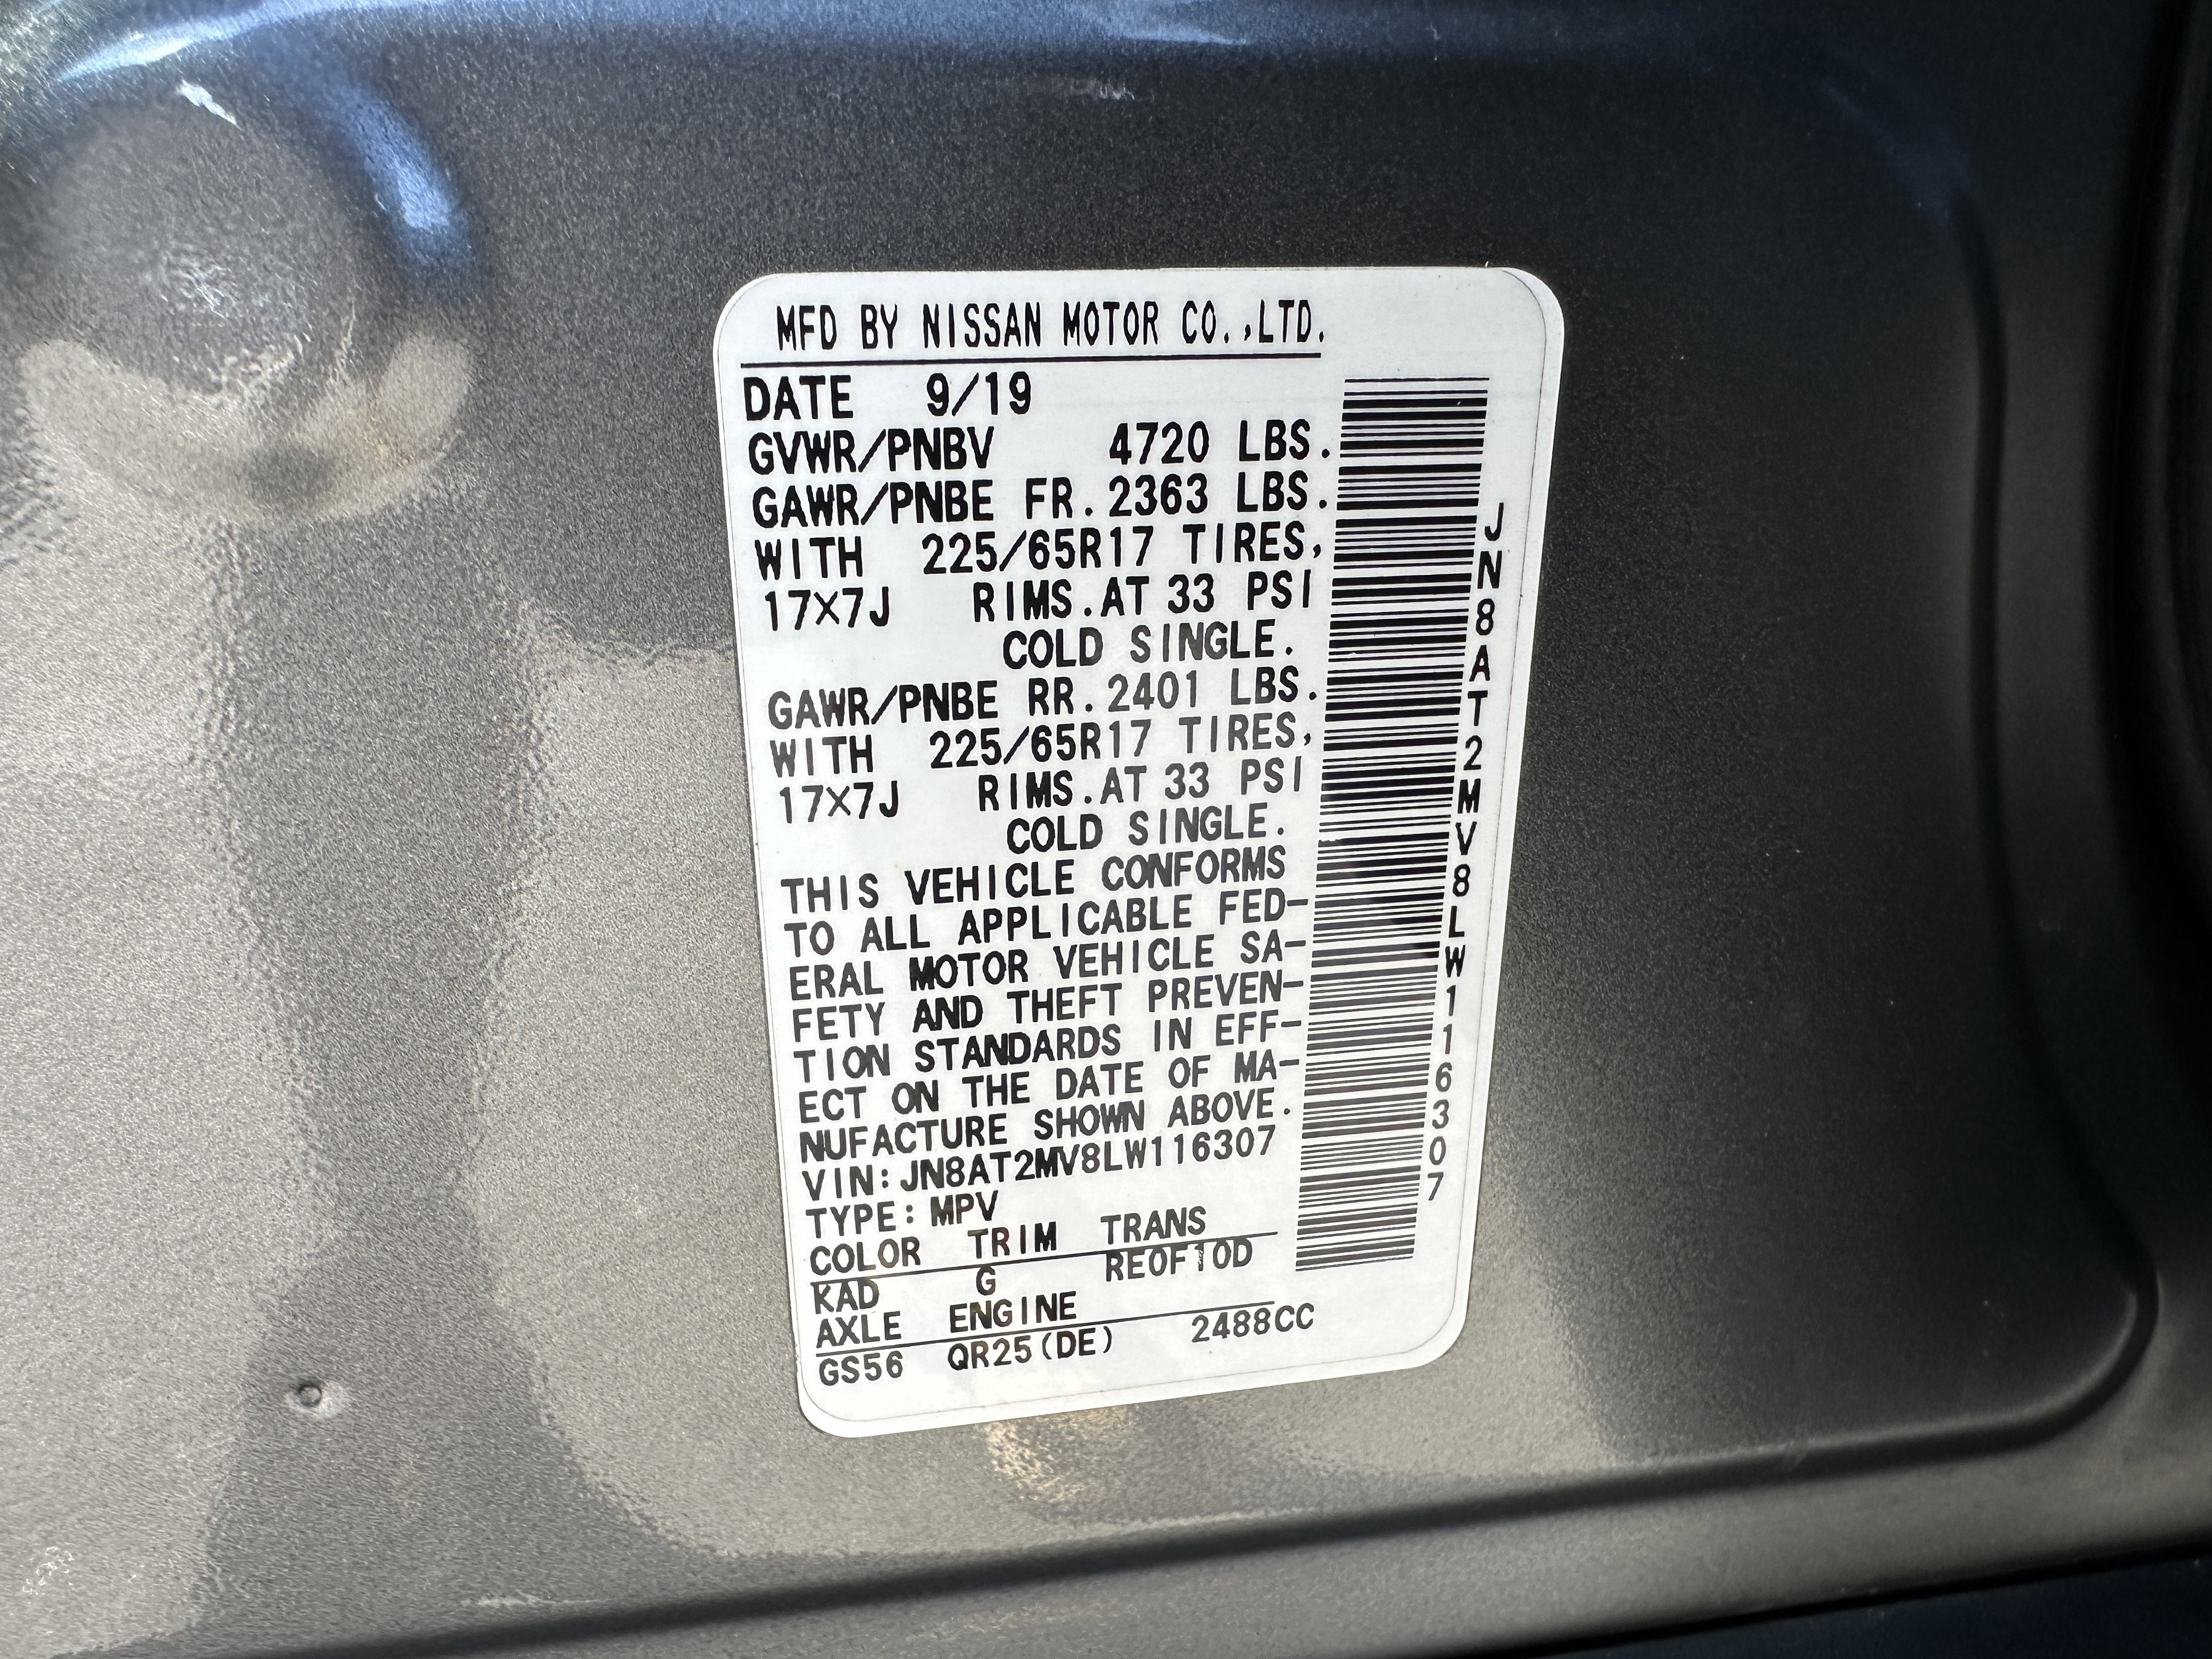 MFD BY NISSAN MOTOR CO.,LTD.
DATE 9/19
GVWR/PNBV 4720 LBS.
GAWR/PNBE FR.2363 LBS.
WITH 225/65R17 TIRES,
17X7J RIMS.AT 33 PSI
COLD SINGLE.
GAWR/PNBE RR.2401 LBS.
WITH 225/65R17 TIRES,
17X7J RIMS.AT 33 PSI
COLD SINGLE.
THIS VEHICLE CONFORMS
TO ALL APPLICABLE FED-
ERAL MOTOR VEHICLE SA-
FETY AND THEFT PREVEN-
TION STANDARDS IN EFF-
ECT ON THE DATE OF MA-
NUFACTURE SHOWN ABOVE.
VIN:JN8AT2MV8LW116307
TYPE:MPV
COLOR TRIM TRANS
KAD G RE0F10D
AXLE ENGINE
GS56 QR25(DE) 2488CC
JN8AT2MV8LW116307